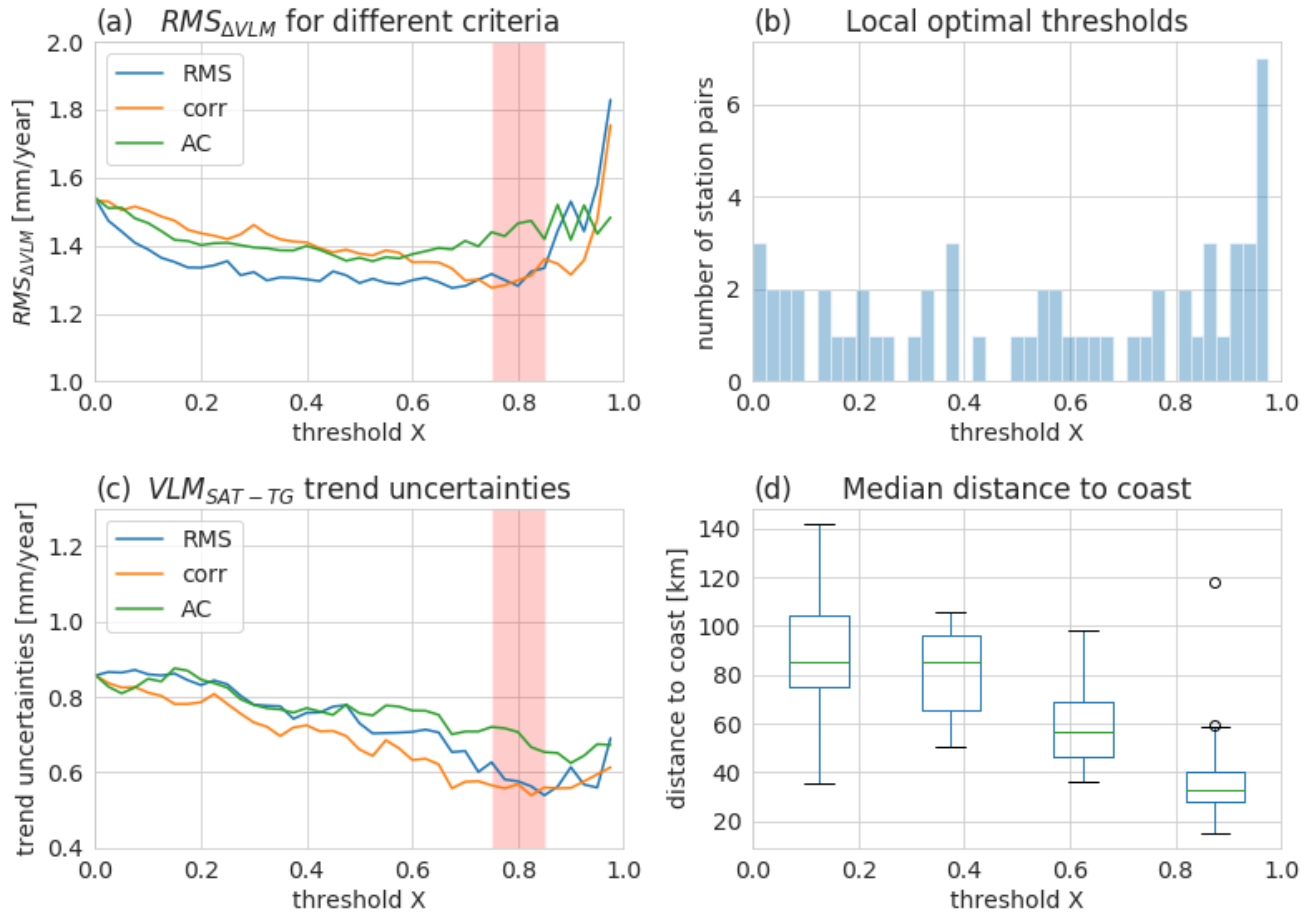 (a) RMS_ΔVLM for different criteria
2.0
1.8
1.6
1.4
1.2
1.0
RMS_ΔVLM [mm/year]
RMS
corr
AC
0.0 0.2 0.4 0.6 0.8 1.0
threshold X
(b) Local optimal thresholds
6
4
2
0
number of station pairs
0.0 0.2 0.4 0.6 0.8 1.0
threshold X
(c) VLM_SAT − TG trend uncertainties
1.2
1.0
0.8
0.6
0.4
trend uncertainties [mm/year]
RMS
corr
AC
0.0 0.2 0.4 0.6 0.8 1.0
threshold X
(d) Median distance to coast
140
120
100
80
60
40
20
distance to coast [km]
0.0 0.2 0.4 0.6 0.8 1.0
threshold X